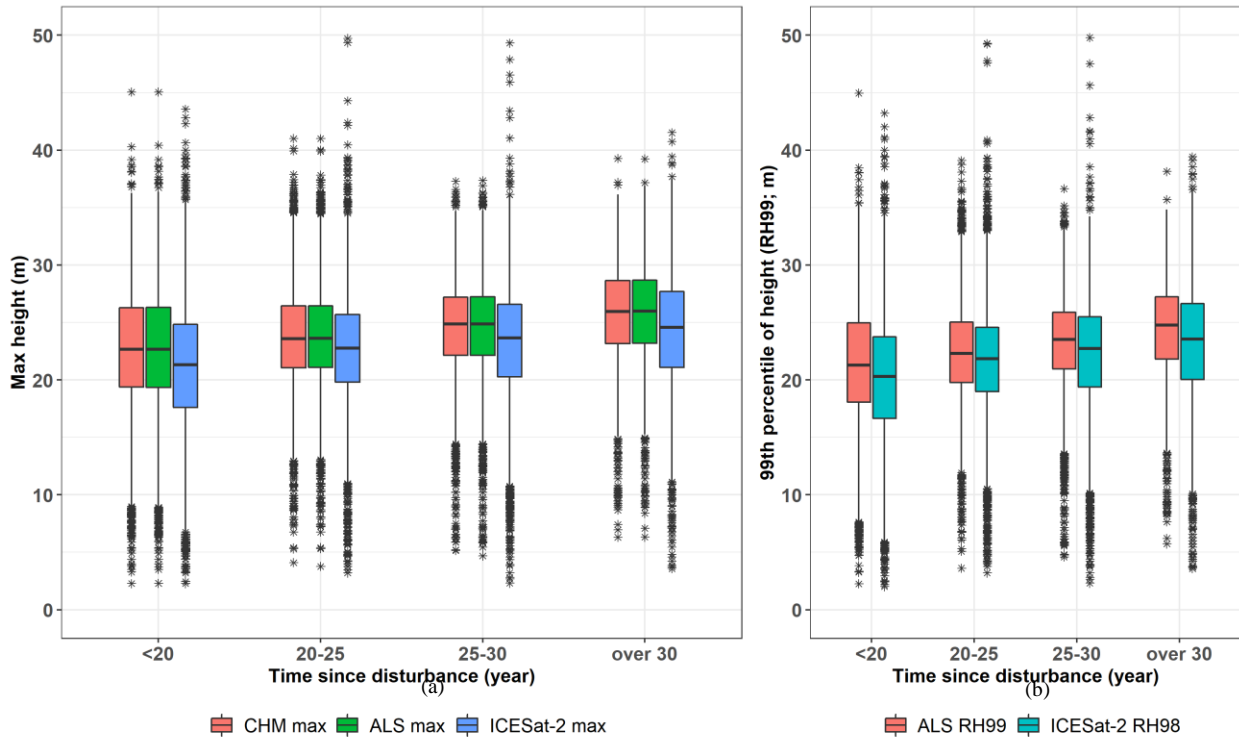 Max height (m)
50
40
30
20
10
0
<20 20-25 25-30 over 30
Time since disturbance (year)
(a)
CHM max ALS max ICESat-2 max
99th percentile of height (RH99; m)
50
40
30
20
10
0
<20 20-25 25-30 over 30
Time since disturbance (year)
(b)
ALS RH99 ICESat-2 RH98